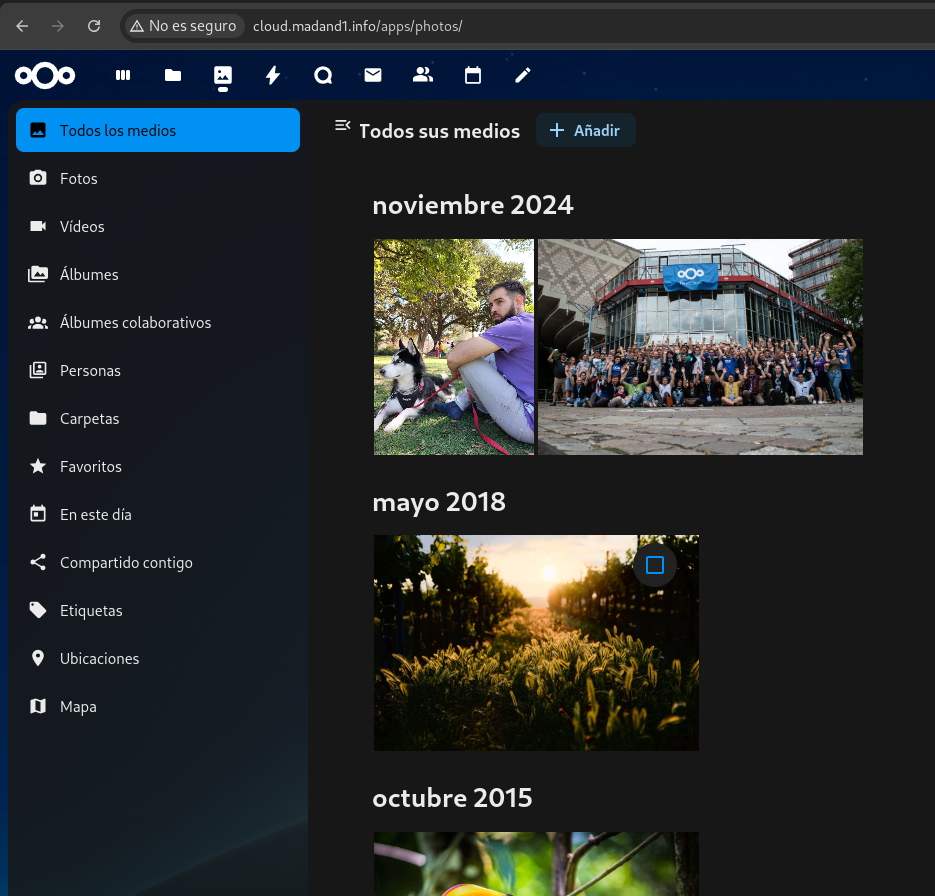 No es seguro cloud.madand1.info/apps/photos/
Todos los medios
Fotos
Vídeos
Álbumes
Álbumes colaborativos
Personas
Carpetas
Favoritos
En este día
Compartido contigo
Etiquetas
Ubicaciones
Mapa
Todos sus medios
Añadir
noviembre 2024
mayo 2018
octubre 2015